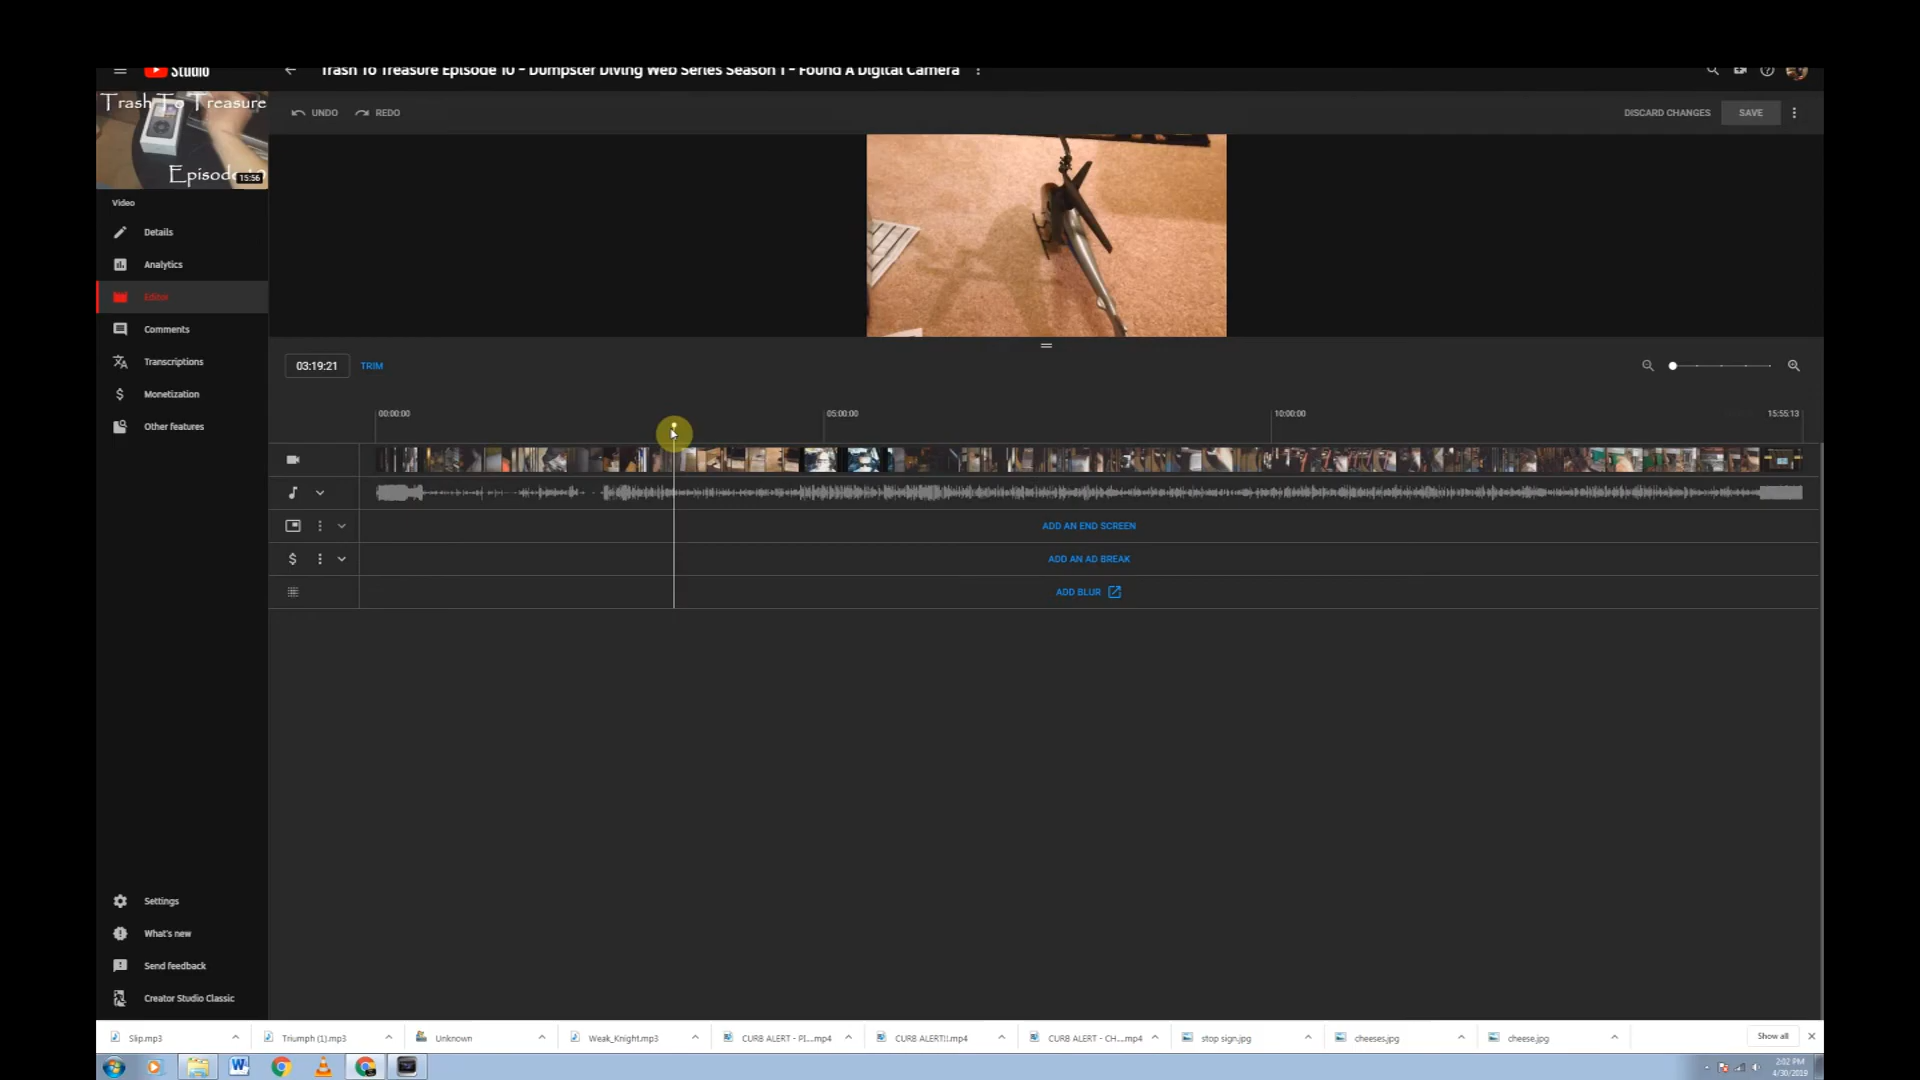 Studio
Trash To Treasure Episode 10 - Dumpster Diving Web Series Season 1 - Found A Digital Camera
Trash To Treasure
Episode 10
15:56
UNDO
REDO
DISCARD CHANGES
SAVE
Video
Details
Analytics
Editor
Comments
Transcriptions
Monetization
Other features
03:19:21
TRIM
00:00:00
05:00:00
10:00:00
15:55:13
ADD AN END SCREEN
ADD AN AD BREAK
ADD BLUR
Settings
What's new
Send feedback
Creator Studio Classic
Slip.mp3
Triumph (1).mp3
Unknown
Weak_Knight.mp3
CURB ALERT - PI....mp4
CURB ALERT!!.mp4
CURB ALERT - CH....mp4
stop sign.jpg
cheeses.jpg
cheese.jpg
Show all
2:02 PM
4/30/2019